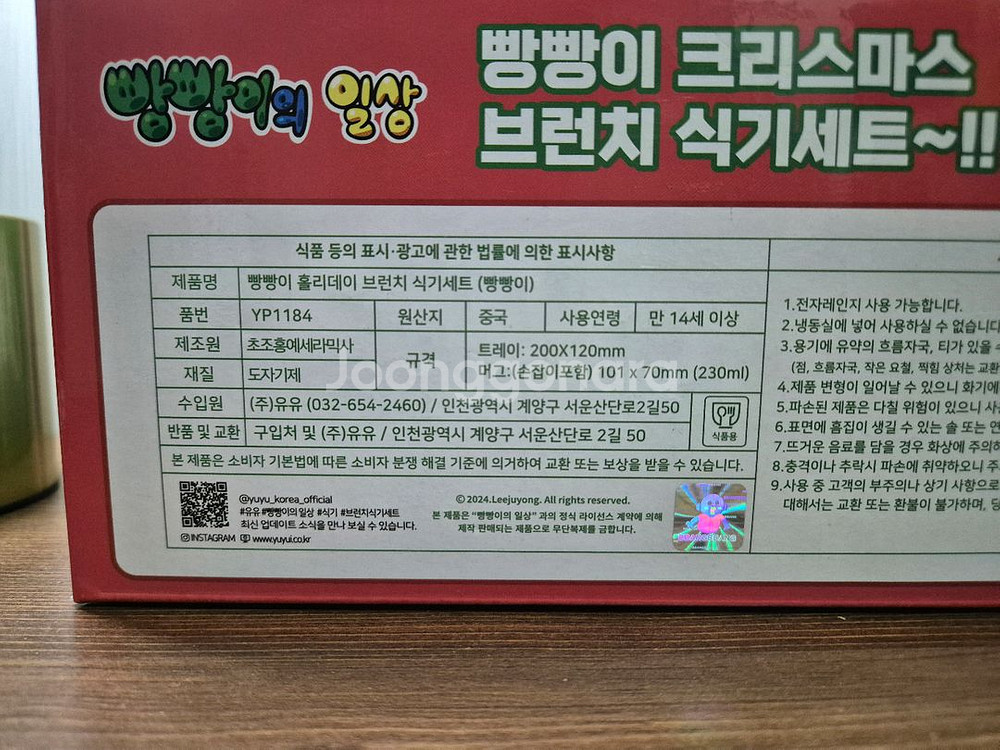 빵빵이의 일상
빵빵이 크리스마스
브런치 식기세트~!!
식품 등의 표시·광고에 관한 법률에 의한 표시사항
제품명 빵빵이 홀리데이 브런치 식기세트 (빵빵이)
품번 YP1184 원산지 중국 사용연령 만 14세 이상
제조원 초조홍예세라믹사 규격 트레이: 200X120mm
재질 도자기제 머그:(손잡이포함) 101 x 70mm (230ml)
수입원 (주)유유 (032-654-2460) / 인천광역시 계양구 서운산단로2길50
반품 및 교환 구입처 및 (주)유유 / 인천광역시 계양구 서운산단로 2길 50
식품용
본 제품은 소비자 기본법에 따른 소비자 분쟁 해결 기준에 의거하여 교환 또는 보상을 받을 수 있습니다.
@yuyu_korea_official
#유유 #빵빵이의 일상 #식기 #브런치식기세트
최신 업데이트 소식을 만나 보실 수 있습니다.
INSTAGRAM www.yuyui.co.kr
©2024.Leejuyong. All rights reserved.
본 제품은 "빵빵이의 일상" 과의 정식 라이선스 계약에 의해
제작 판매되는 제품으로 무단복제를 금합니다.
1.전자레인지 사용 가능합니다.
2.냉동실에 넣어 사용하실 수 없습니다
3.용기에 유약의 흐름자국, 티가 있을 수
(점, 흐름자국, 작은 요철, 찍힘 상처는 교환
4.제품 변형이 일어날 수 있으니 화기에
5.파손된 제품은 다칠 위험이 있으니 사
6.표면에 흠집이 생길 수 있는 솔 또는 연
7.뜨거운 음료를 담을 경우 화상에 주의하
8.충격이나 추락시 파손에 취약하오니 주
9.사용 중 고객의 부주의나 상기 사항으로
대해서는 교환 또는 환불이 불가하며, 당
Joonggonara